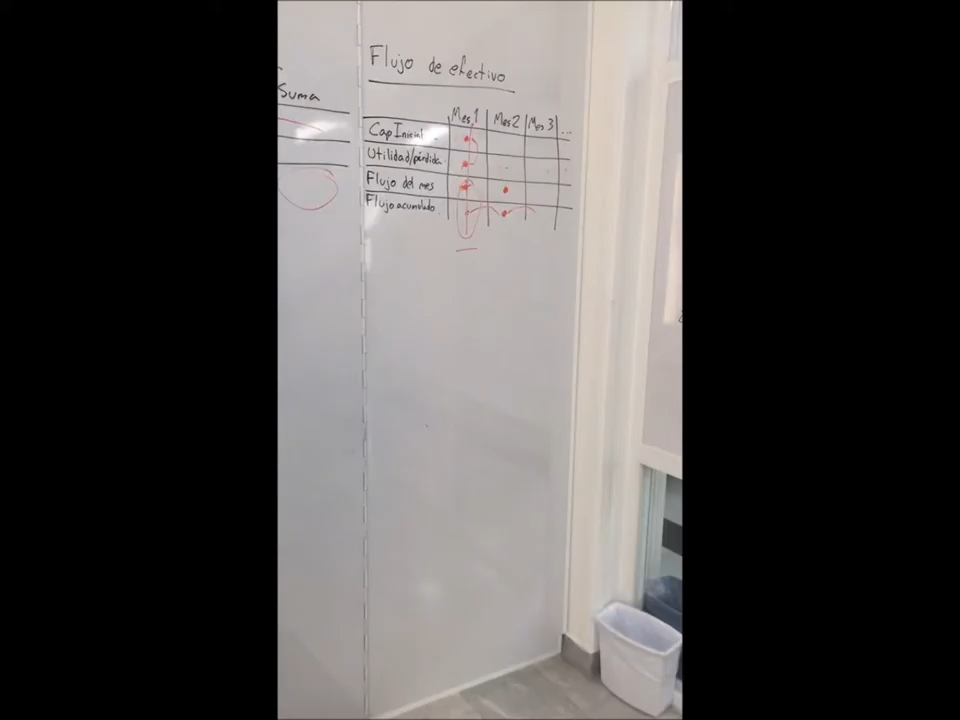 Flujo de efectivo
Suma
Mes 1 Mes 2 Mes 3 ...
Cap Inicial
Utilidad/pérdida
Flujo del mes
Flujo acumulado